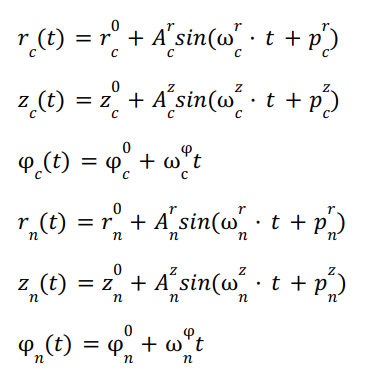 r_c(t) = r_c^0 + A_c^r sin(ω_c^r · t + p_c^r)
z_c(t) = z_c^0 + A_c^z sin(ω_c^z · t + p_c^z)
φ_c(t) = φ_c^0 + ω_c^φ t
r_n(t) = r_n^0 + A_n^r sin(ω_n^r · t + p_n^r)
z_n(t) = z_n^0 + A_n^z sin(ω_n^z · t + p_n^z)
φ_n(t) = φ_n^0 + ω_n^φ t